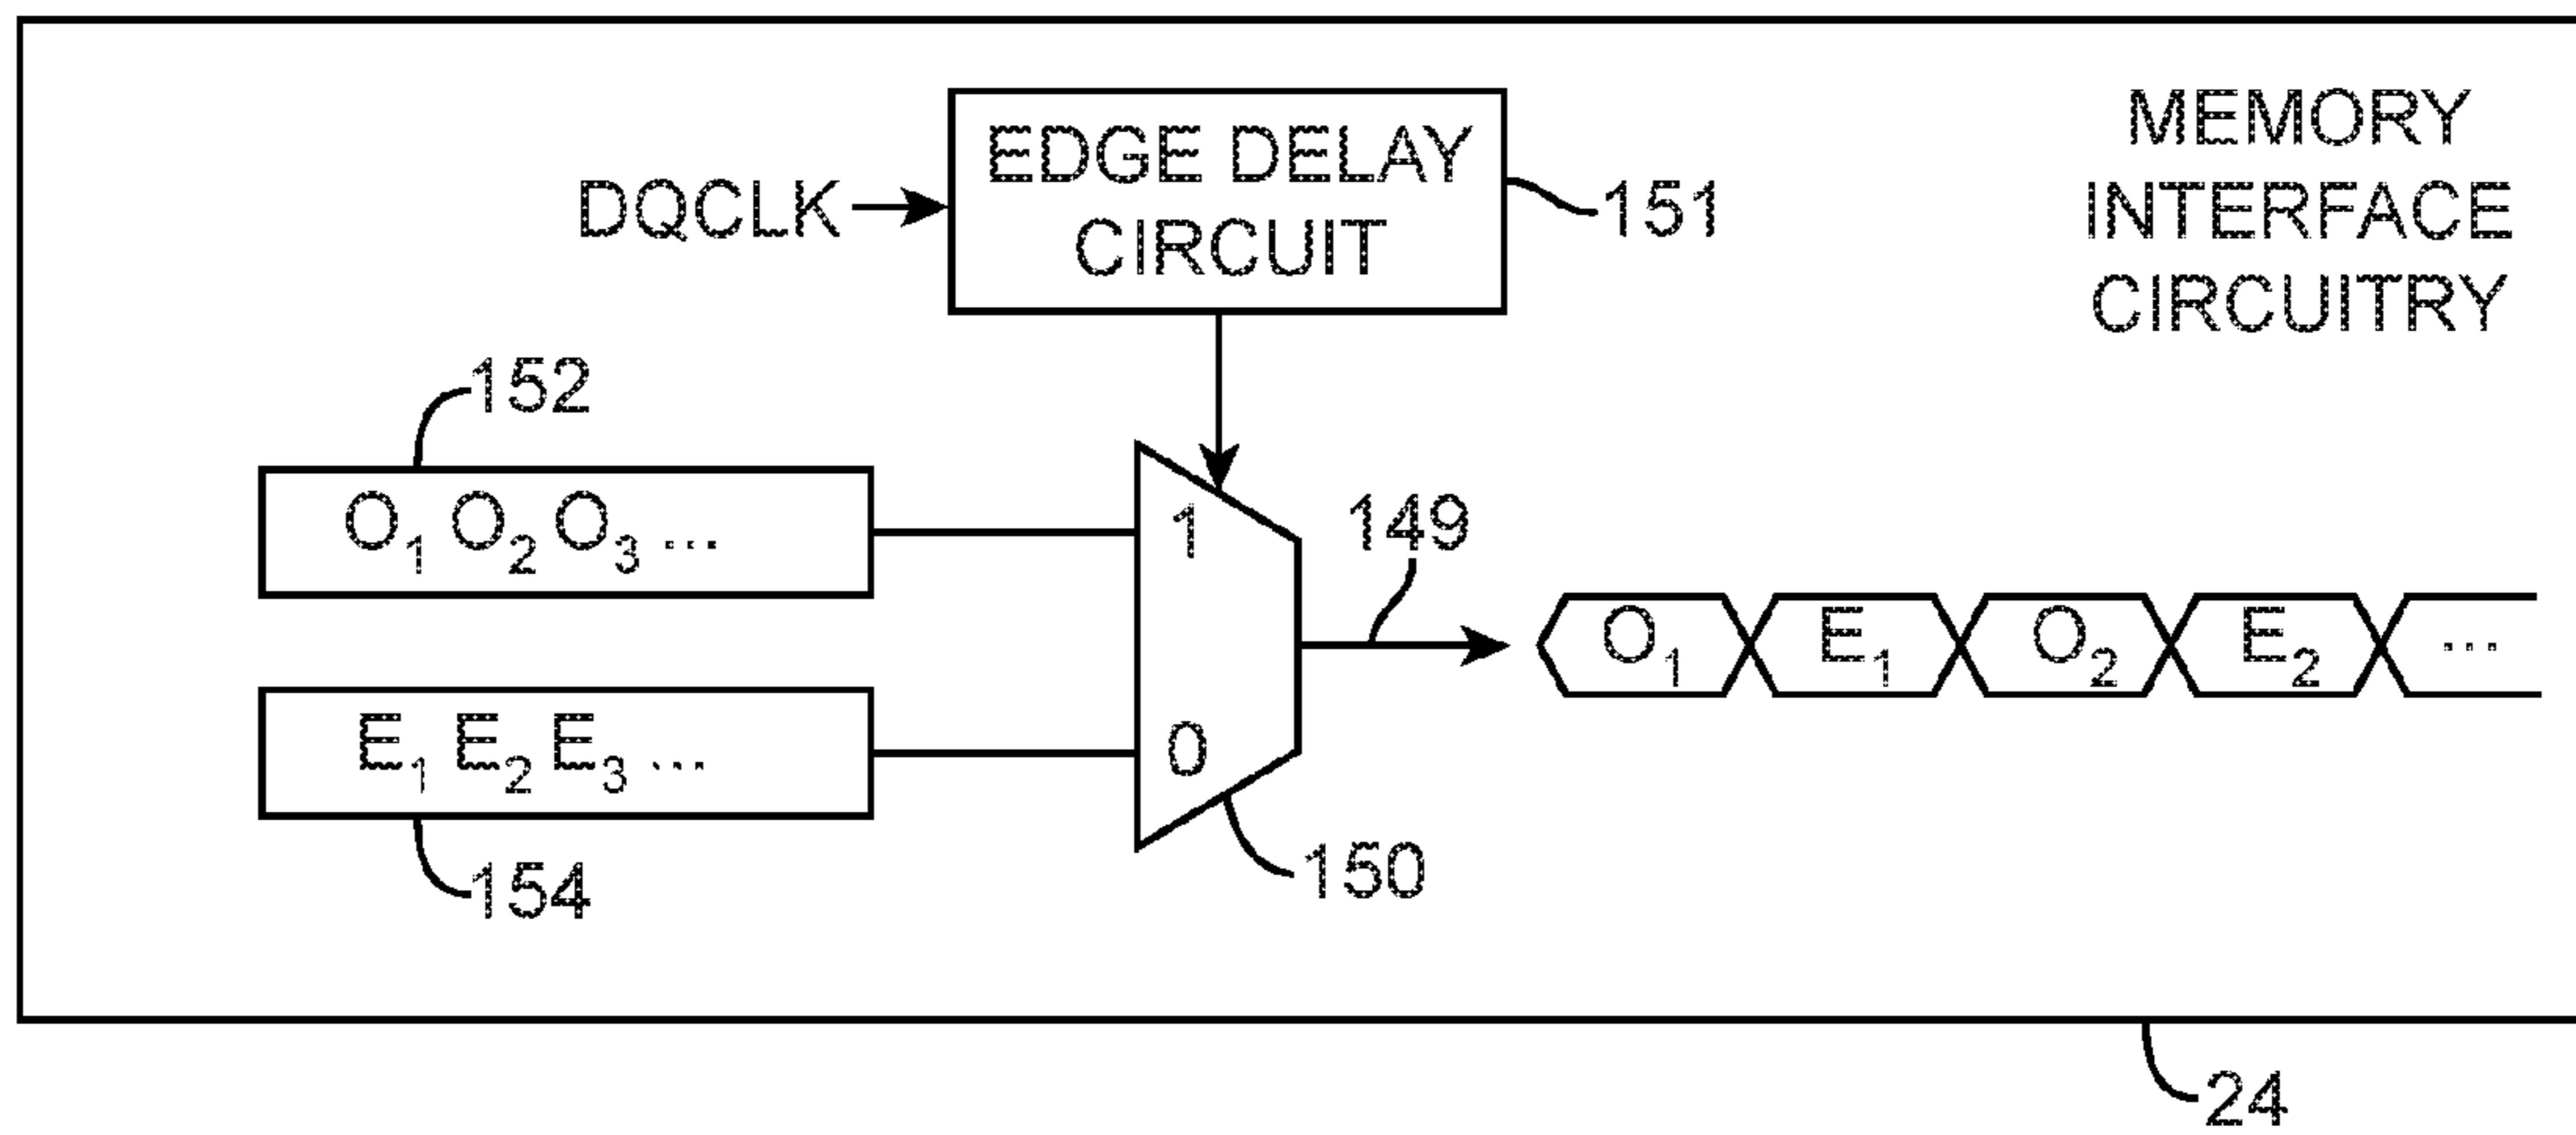 EDGE DELAY
CIRCUIT
MEMORY
INTERFACE
CIRCUITRY
DQCLK
151
152
O1 O2 O3 ...
1
149
O1 E1 O2 E2 ...
E1 E2 E3 ...
0
154
150
24